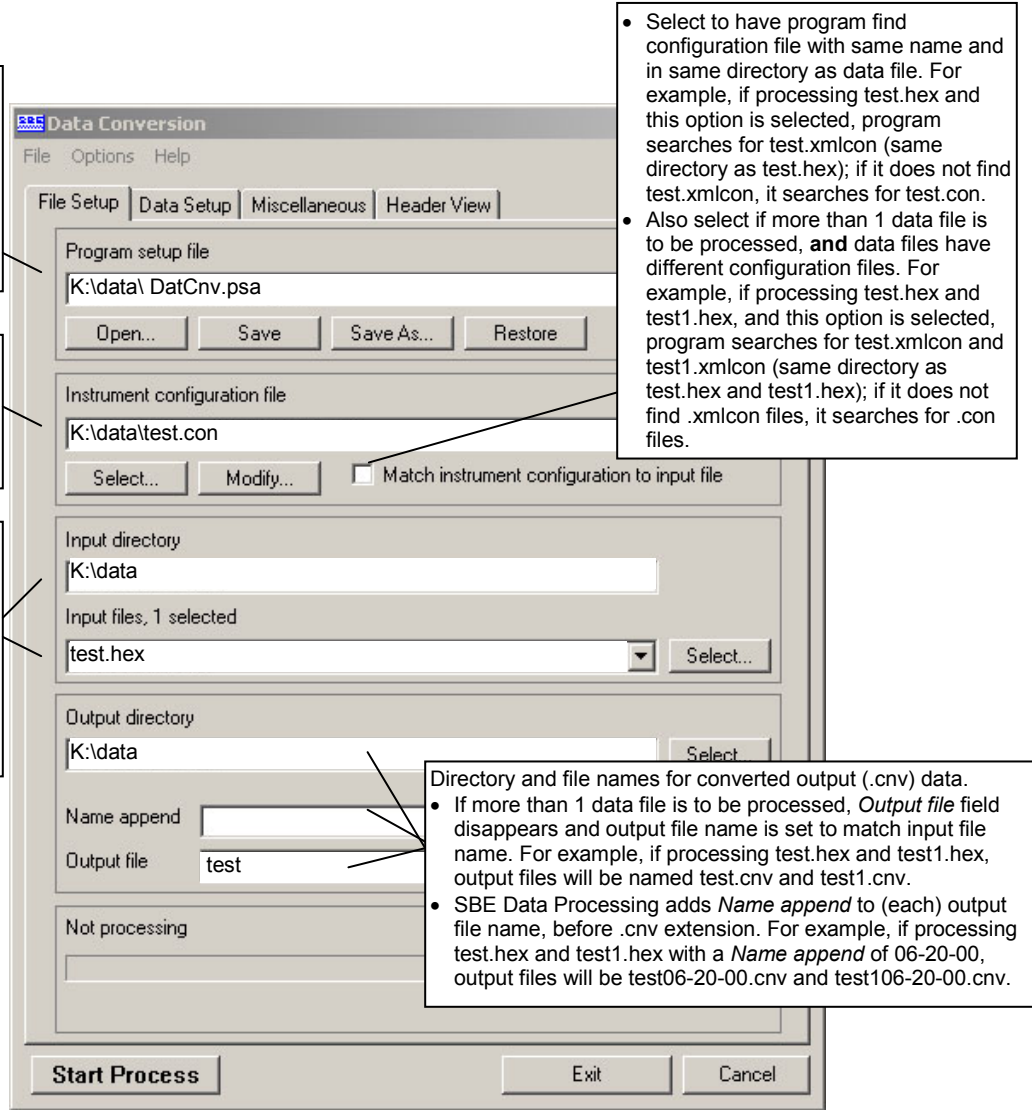 • Select to have program find
configuration file with same name and
in same directory as data file. For
example, if processing test.hex and
this option is selected, program
searches for test.xmlcon (same
directory as test.hex); if it does not find
test.xmlcon, it searches for test.con.
• Also select if more than 1 data file is
to be processed, and data files have
different configuration files. For
example, if processing test.hex and
test1.hex, and this option is selected,
program searches for test.xmlcon and
test1.xmlcon (same directory as
test.hex and test1.hex); if it does not
find .xmlcon files, it searches for .con
files.
SBE Data Conversion
File Options Help
File Setup Data Setup Miscellaneous Header View
Program setup file
K:\data\ DatCnv.psa
Open... Save Save As... Restore
Instrument configuration file
K:\data\test.con
Select... Modify... Match instrument configuration to input file
Input directory
K:\data
Input files, 1 selected
test.hex Select...
Output directory
K:\data Select...
Name append
Output file test
Directory and file names for converted output (.cnv) data.
• If more than 1 data file is to be processed, Output file field
disappears and output file name is set to match input file
name. For example, if processing test.hex and test1.hex,
output files will be named test.cnv and test1.cnv.
• SBE Data Processing adds Name append to (each) output
file name, before .cnv extension. For example, if processing
test.hex and test1.hex with a Name append of 06-20-00,
output files will be test06-20-00.cnv and test106-20-00.cnv.
Not processing
Start Process Exit Cancel